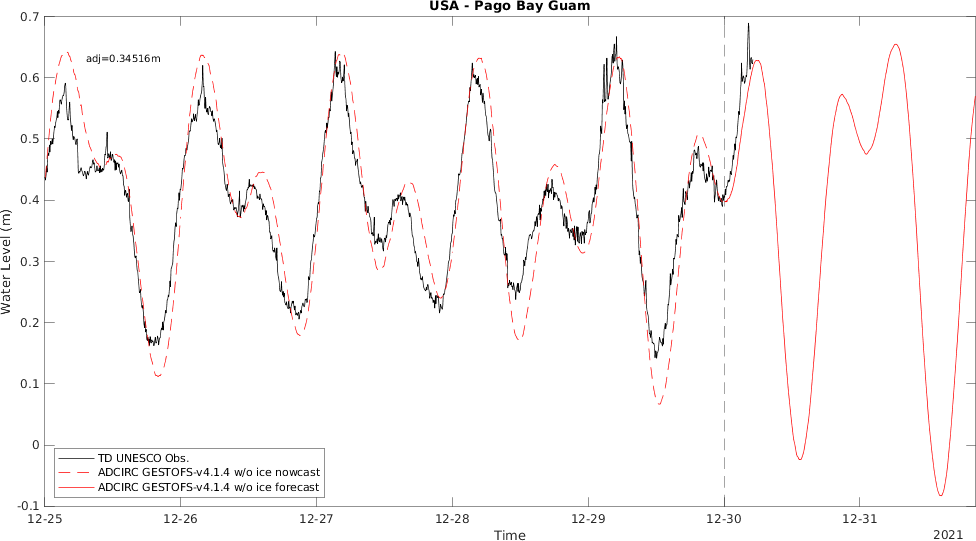 USA - Pago Bay Guam
adj=0.34516m
0.7
0.6
0.5
0.4
0.3
0.2
0.1
0
-0.1
Water Level (m)
TD UNESCO Obs.
ADCIRC GESTOFS-v4.1.4 w/o ice nowcast
ADCIRC GESTOFS-v4.1.4 w/o ice forecast
12-25 12-26 12-27 12-28 12-29 12-30 12-31
Time
2021